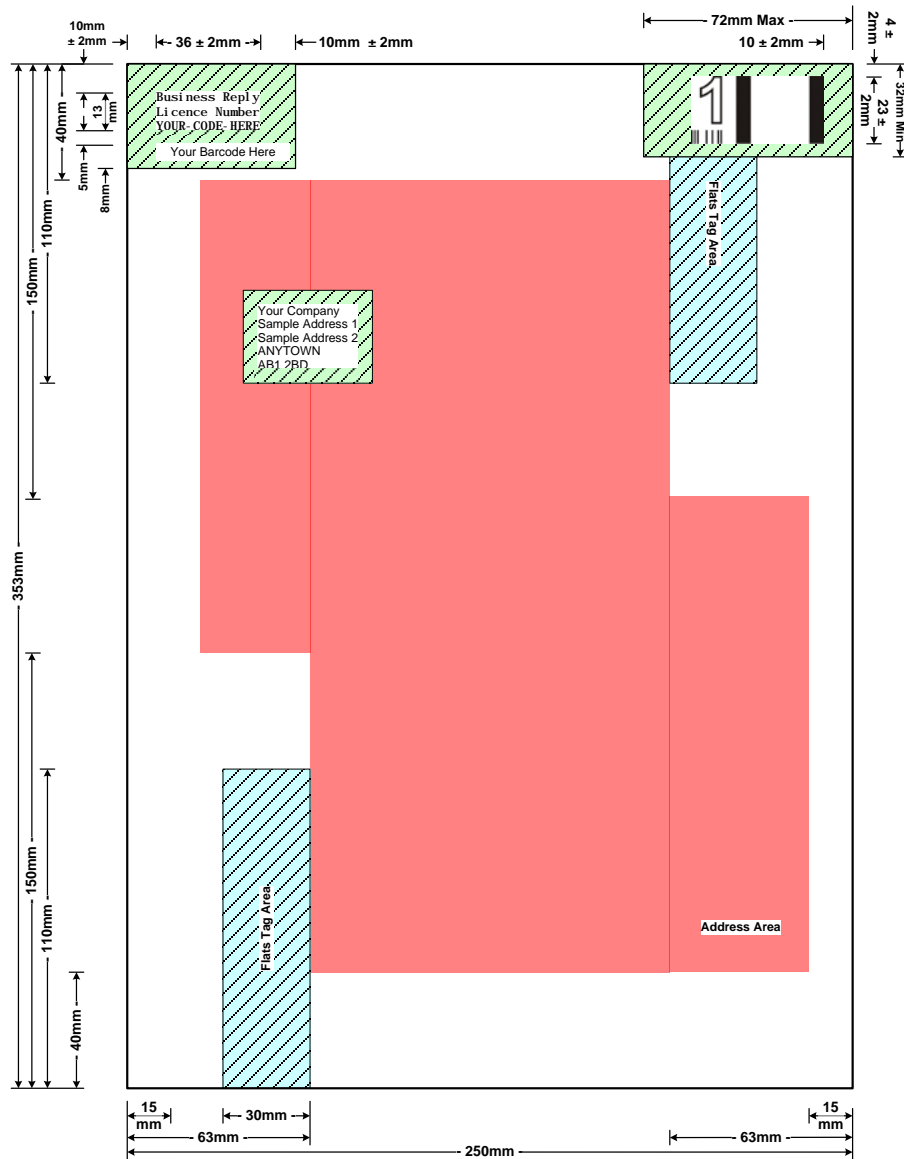 10mm
± 2mm
- 36 ± 2mm -
10mm ± 2mm
- 72mm Max -
10 ± 2mm
4 ±
2mm
32mm Min
23 ±
2mm
13
mm
- 40mm -
5mm
8mm
- 110mm -
- 150mm -
- 353mm -
Business Reply
Licence Number
YOUR-CODE-HERE
Your Barcode Here
1
Flats Tag Area
Your Company
Sample Address 1
Sample Address 2
ANYTOWN
AB1 2BD
- 150mm -
- 110mm -
- 40mm -
Flats Tag Area
Address Area
15
mm
- 30mm -
- 63mm -
- 250mm -
- 63mm -
15
mm